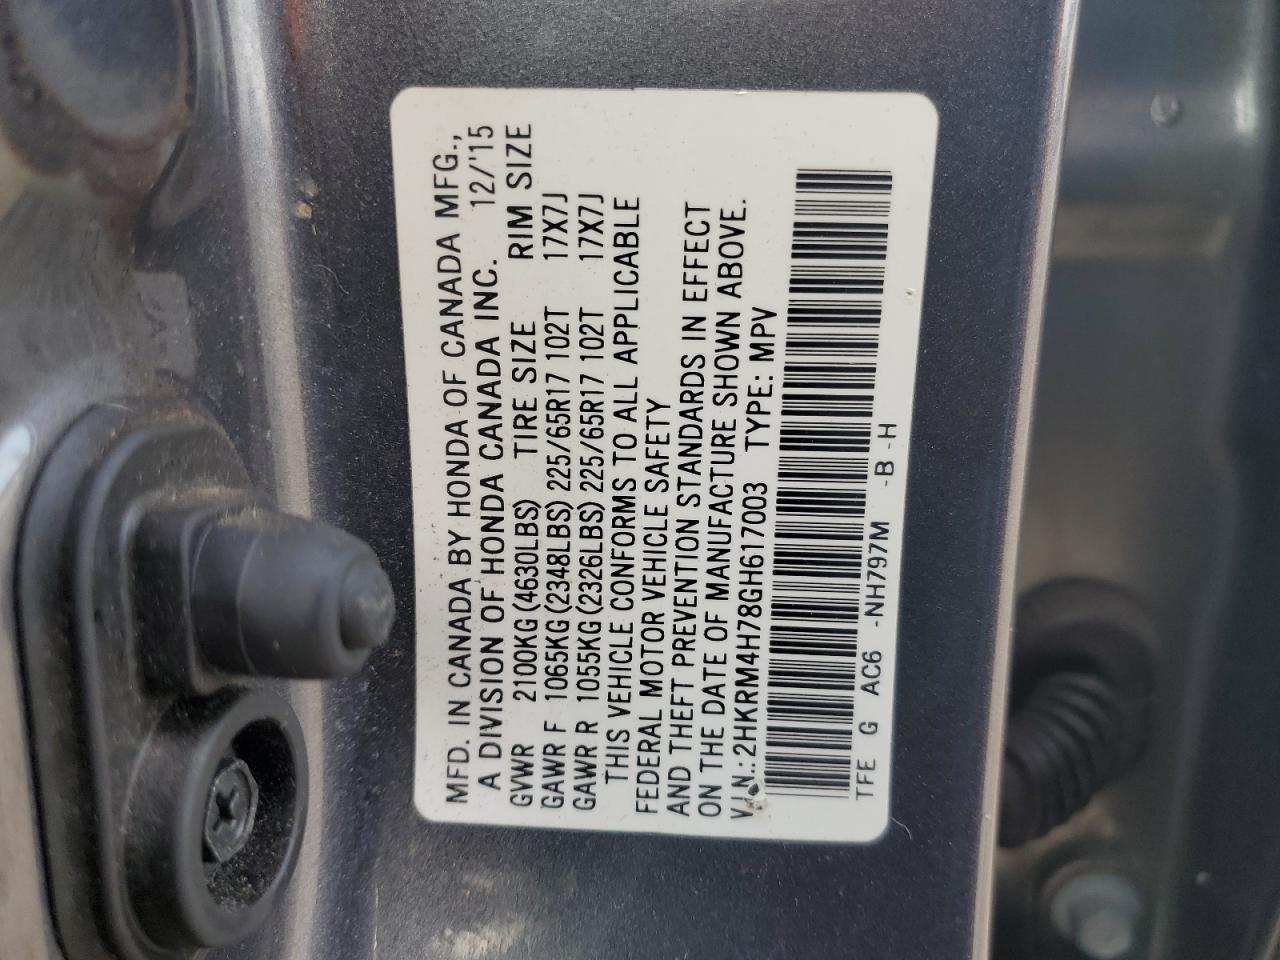 MFD. IN CANADA BY HONDA OF CANADA MFG.,
A DIVISION OF HONDA CANADA INC. 12/'15
GVWR 2100KG(4630LBS) TIRE SIZE RIM SIZE
GAWR F 1065KG(2348LBS) 225/65R17 102T 17X7J
GAWR R 1055KG(2326LBS) 225/65R17 102T 17X7J
THIS VEHICLE CONFORMS TO ALL APPLICABLE
FEDERAL MOTOR VEHICLE SAFETY
AND THEFT PREVENTION STANDARDS IN EFFECT
ON THE DATE OF MANUFACTURE SHOWN ABOVE.
V.I.N.:2HKRM4H78GH617003 TYPE: MPV
TFE G AC6 -NH797M -B -H